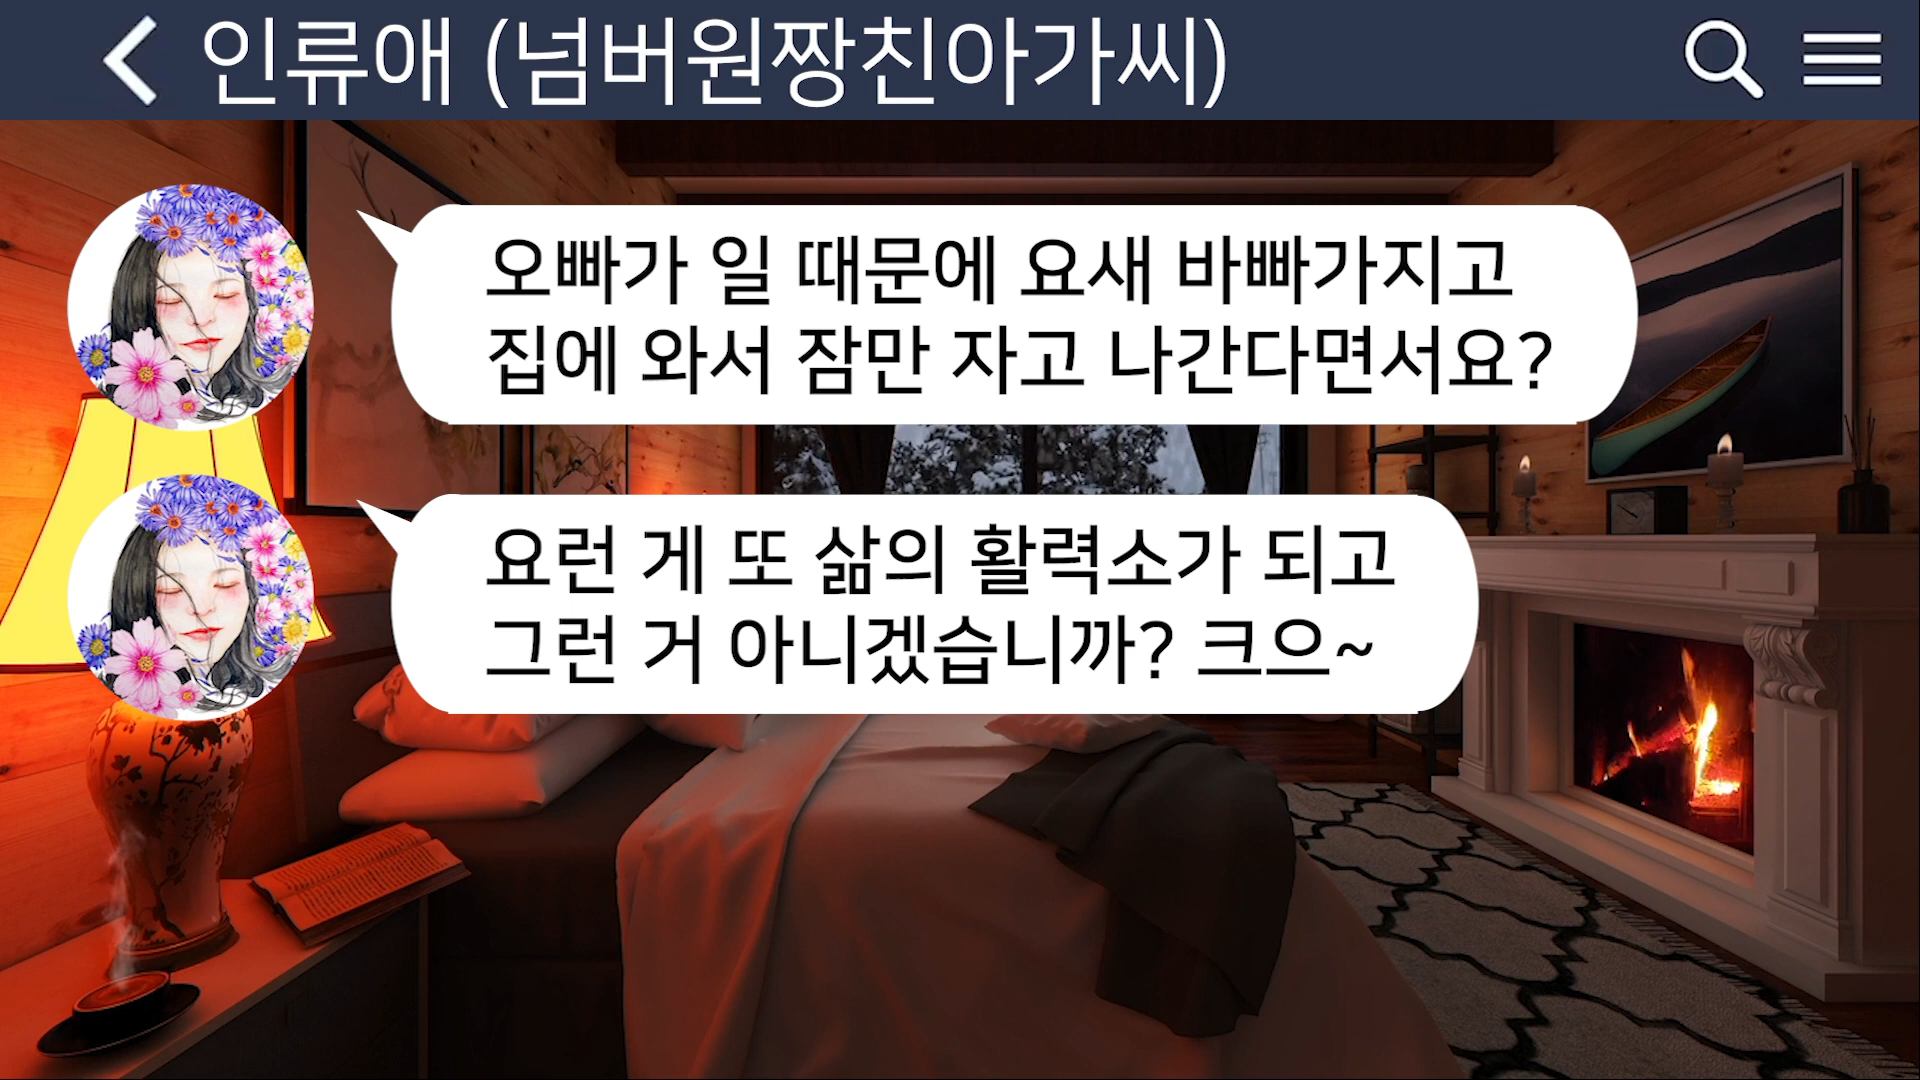 인류애 (넘버원짱친아가씨)
오빠가 일 때문에 요새 바빠가지고
집에 와서 잠만 자고 나간다면서요?
요런 게 또 삶의 활력소가 되고
그런 거 아니겠습니까? 크으~